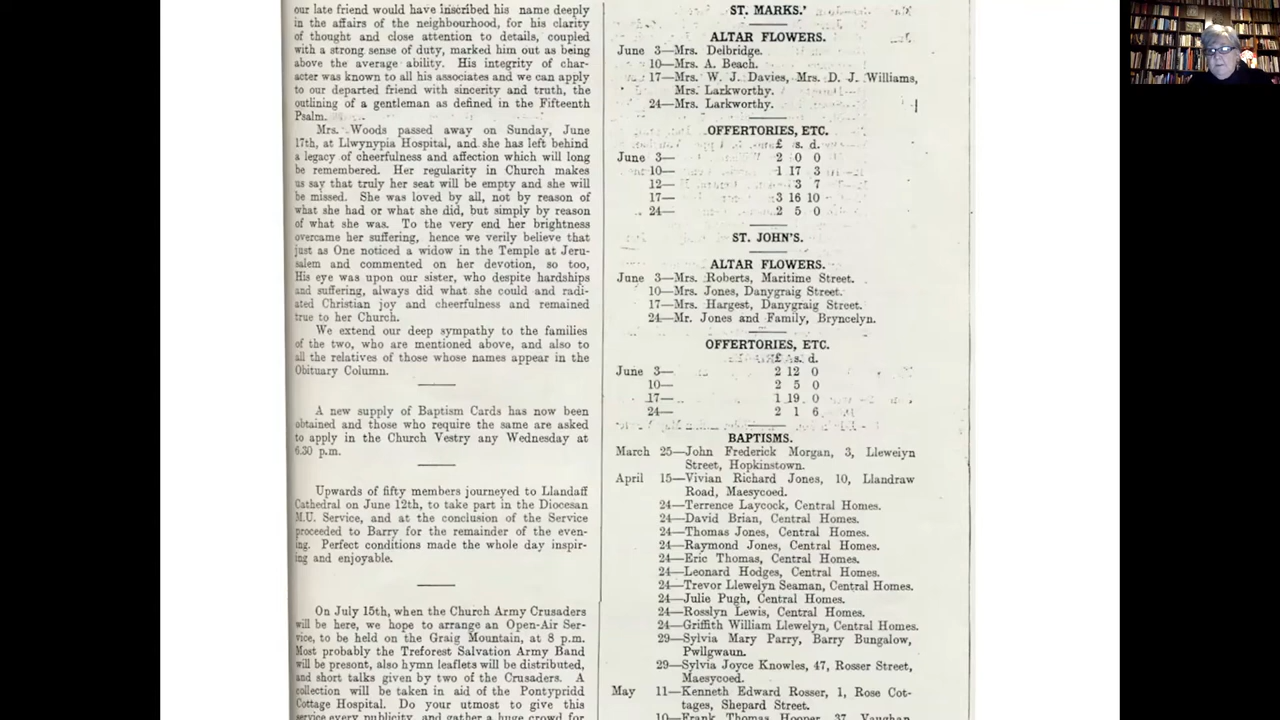 our late friend would have inscribed his name deeply
in the affairs of the neighbourhood, for his clarity
of thought and close attention to details, coupled
with a strong sense of duty, marked him out as being
above the average ability. His integrity of char-
acter was known to all his associates and we can apply
to our departed friend with sincerity and truth, the
outlining of a gentleman as defined in the Fifteenth
Psalm.
Mrs. Woods passed away on Sunday, June
17th, at Llwynypia Hospital, and she has left behind
a legacy of cheerfulness and affection which will long
be remembered. Her regularity in Church makes
us say that truly her seat will be empty and she will
be missed. She was loved by all, not by reason of
what she had or what she did, but simply by reason
of what she was. To the very end her brightness
overcame her suffering, hence we verily believe that
just as One noticed a widow in the Temple at Jeru-
salem and commented on her devotion, so too,
His eye was upon our sister, who despite hardships
and suffering, always did what she could and radi-
ated Christian joy and cheerfulness and remained
true to her Church.
We extend our deep sympathy to the families
of the two, who are mentioned above, and also to
all the relatives of those whose names appear in the
Obituary Column.
A new supply of Baptism Cards has now been
obtained and those who require the same are asked
to apply in the Church Vestry any Wednesday at
6.30 p.m.
Upwards of fifty members journeyed to Llandaff
Cathedral on June 12th, to take part in the Diocesan
M.U. Service, and at the conclusion of the Service
proceeded to Barry for the remainder of the even-
ing. Perfect conditions made the whole day inspir-
ing and enjoyable.
On July 15th, when the Church Army Crusaders
will be here, we hope to arrange an Open-Air Ser-
vice, to be held on the Graig Mountain, at 8 p.m.
Most probably the Treforest Salvation Army Band
will be present, also hymn leaflets will be distributed,
and short talks given by two of the Crusaders. A
collection will be taken in aid of the Pontypridd
Cottage Hospital. Do your utmost to give this
service every publicity, and gather a huge crowd for
ST. MARKS.'
ALTAR FLOWERS.
June 3—Mrs. Delbridge.
10—Mrs. A. Beach.
17—Mrs. W. J. Davies, Mrs. D. J. Williams,
Mrs. Larkworthy.
24—Mrs. Larkworthy.
OFFERTORIES, ETC.
£ s. d.
June 3— 2 0 0
10— 1 17 3
12— 3 7
17— 3 16 10
24— 2 5 0
ST. JOHN'S.
ALTAR FLOWERS.
June 3—Mrs. Roberts, Maritime Street.
10—Mrs. Jones, Danygraig Street.
17—Mrs. Hargest, Danygraig Street.
24—Mr. Jones and Family, Bryncelyn.
OFFERTORIES, ETC.
£ s. d.
June 3— 2 12 0
10— 2 5 0
17— 1 19 0
24— 2 1 6
BAPTISMS.
March 25—John Frederick Morgan, 3, Llewelyn
Street, Hopkinstown.
April 15—Vivian Richard Jones, 10, Llandraw
Road, Maesycoed.
24—Terrence Laycock, Central Homes.
24—David Brian, Central Homes.
24—Thomas Jones, Central Homes.
24—Raymond Jones, Central Homes.
24—Eric Thomas, Central Homes.
24—Leonard Hodges, Central Homes.
24—Trevor Llewelyn Seaman, Central Homes.
24—Julie Pugh, Central Homes.
24—Rosslyn Lewis, Central Homes.
24—Griffith William Llewelyn, Central Homes.
29—Sylvia Mary Parry, Barry Bungalow,
Pwllgwaun.
29—Sylvia Joyce Knowles, 47, Rosser Street,
Maesycoed.
May 11—Kenneth Edward Rosser, 1, Rose Cot-
tages, Shepard Street.
Frank Thomas Hooper, 37, Vaughan